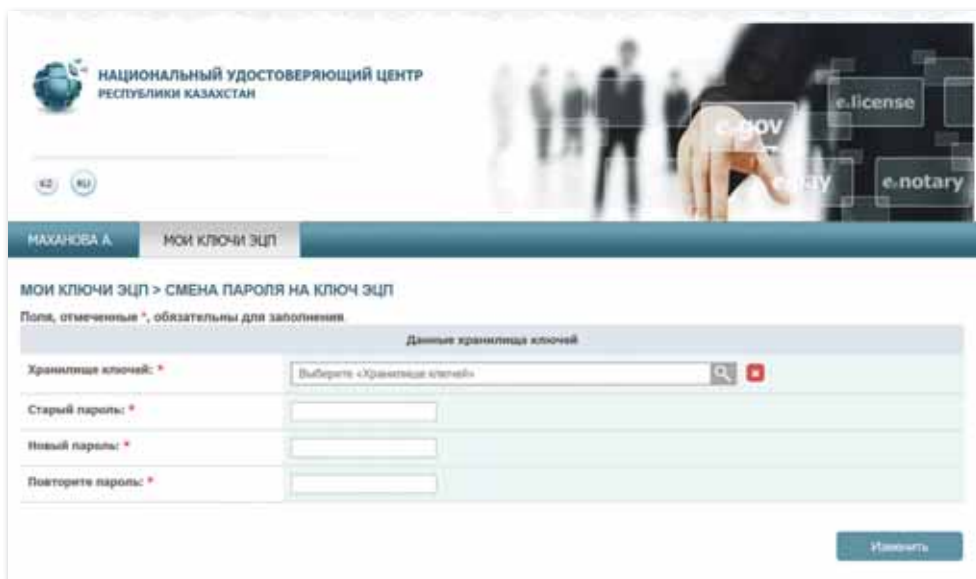 НАЦИОНАЛЬНЫЙ УДОСТОВЕРЯЮЩИЙ ЦЕНТР
РЕСПУБЛИКИ КАЗАХСТАН
e.license
e.gov
e.notary
KZ RU
МАХАНОВА А. МОИ КЛЮЧИ ЭЦП
МОИ КЛЮЧИ ЭЦП > СМЕНА ПАРОЛЯ НА КЛЮЧ ЭЦП
Поля, отмеченные *, обязательны для заполнения
Данные хранилища ключей
Хранилище ключей: * Выберите «Хранилище ключей»
Старый пароль: *
Новый пароль: *
Повторите пароль: *
Изменить